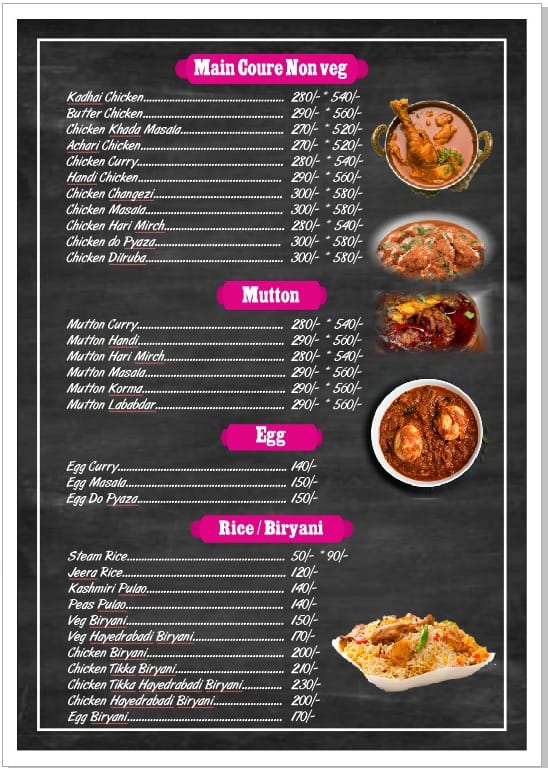 Main Coure Non veg
Kadhai Chicken.......................................... 280/- * 540/-
Butter Chicken.......................................... 290/- * 560/-
Chicken Khada Masala............................... 270/- * 520/-
Achari Chicken.......................................... 270/- * 520/-
Chicken Curry............................................ 280/- * 540/-
Handi Chicken........................................... 290/- * 560/-
Chicken Changezi...................................... 300/- * 580/-
Chicken Masala......................................... 300/- * 580/-
Chicken Hari Mirch................................... 280/- * 540/-
Chicken do Pyaza...................................... 300/- * 580/-
Chicken Dilruba......................................... 300/- * 580/-
Mutton
Mutton Curry............................................ 280/- * 540/-
Mutton Handi............................................ 290/- * 560/-
Mutton Hari Mirch.................................... 280/- * 540/-
Mutton Masala.......................................... 290/- * 560/-
Mutton Korma........................................... 290/- * 560/-
Mutton Lababdar....................................... 290/- * 560/-
Egg
Egg Curry.................................................. 140/-
Egg Masala................................................ 150/-
Egg Do Pyaza............................................. 150/-
Rice / Biryani
Steam Rice................................................ 50/- * 90/-
Jeera Rice................................................. 120/-
Kashmiri Pulao.......................................... 140/-
Peas Pulao................................................ 140/-
Veg Biryani............................................... 150/-
Veg Hayedrabadi Biryani........................... 170/-
Chicken Biryani......................................... 200/-
Chicken Tikka Biryani................................ 210/-
Chicken Tikka Hayedrabadi Biryani............ 230/-
Chicken Hayedrabadi Biryani..................... 200/-
Egg Biryani............................................... 170/-